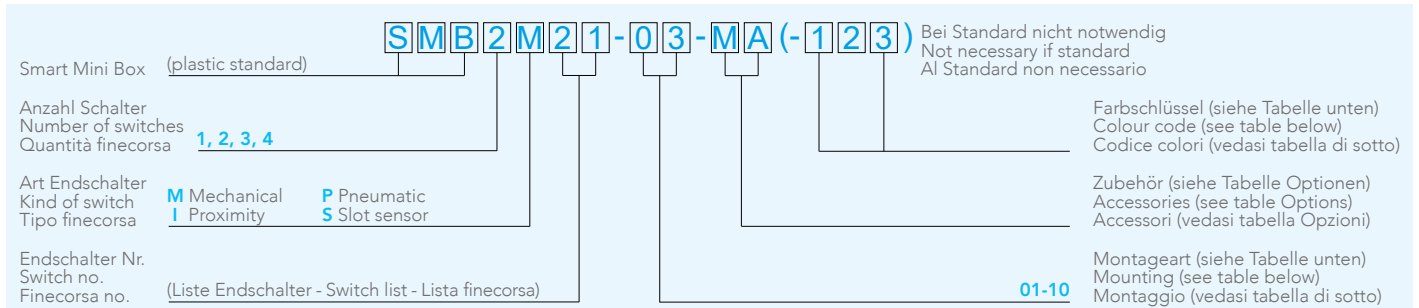 SMB2M21-03-MA(-123)
Bei Standard nicht notwendig
Not necessary if standard
Al Standard non necessario
Smart Mini Box (plastic standard)
Anzahl Schalter
Number of switches
Quantità finecorsa 1, 2, 3, 4
Farbschlüssel (siehe Tabelle unten)
Colour code (see table below)
Codice colori (vedasi tabella di sotto)
Art Endschalter
Kind of switch
Tipo finecorsa
M Mechanical P Pneumatic
I Proximity S Slot sensor
Zubehör (siehe Tabelle Optionen)
Accessories (see table Options)
Accessori (vedasi tabella Opzioni)
Endschalter Nr.
Switch no.
Finecorsa no. (Liste Endschalter - Switch list - Lista finecorsa)
01-10
Montageart (siehe Tabelle unten)
Mounting (see table below)
Montaggio (vedasi tabella di sotto)